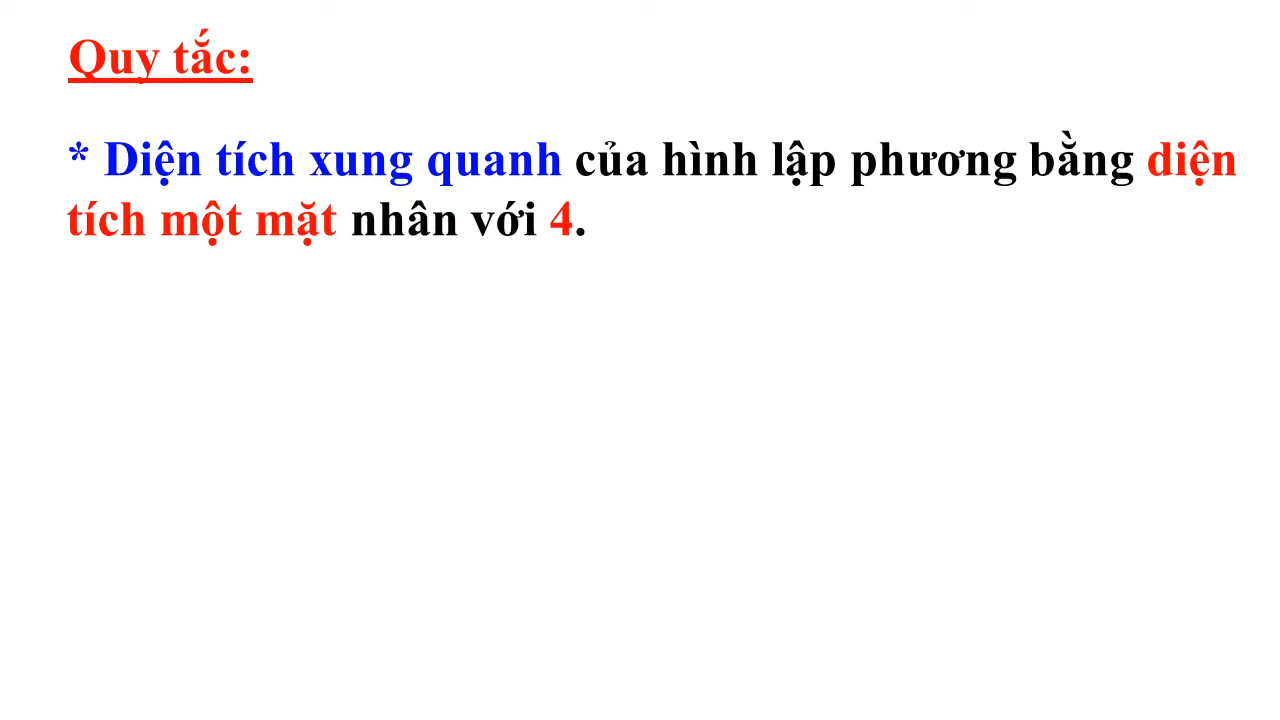 Quy tắc:
* Diện tích xung quanh của hình lập phương bằng diện
tích một mặt nhân với 4.